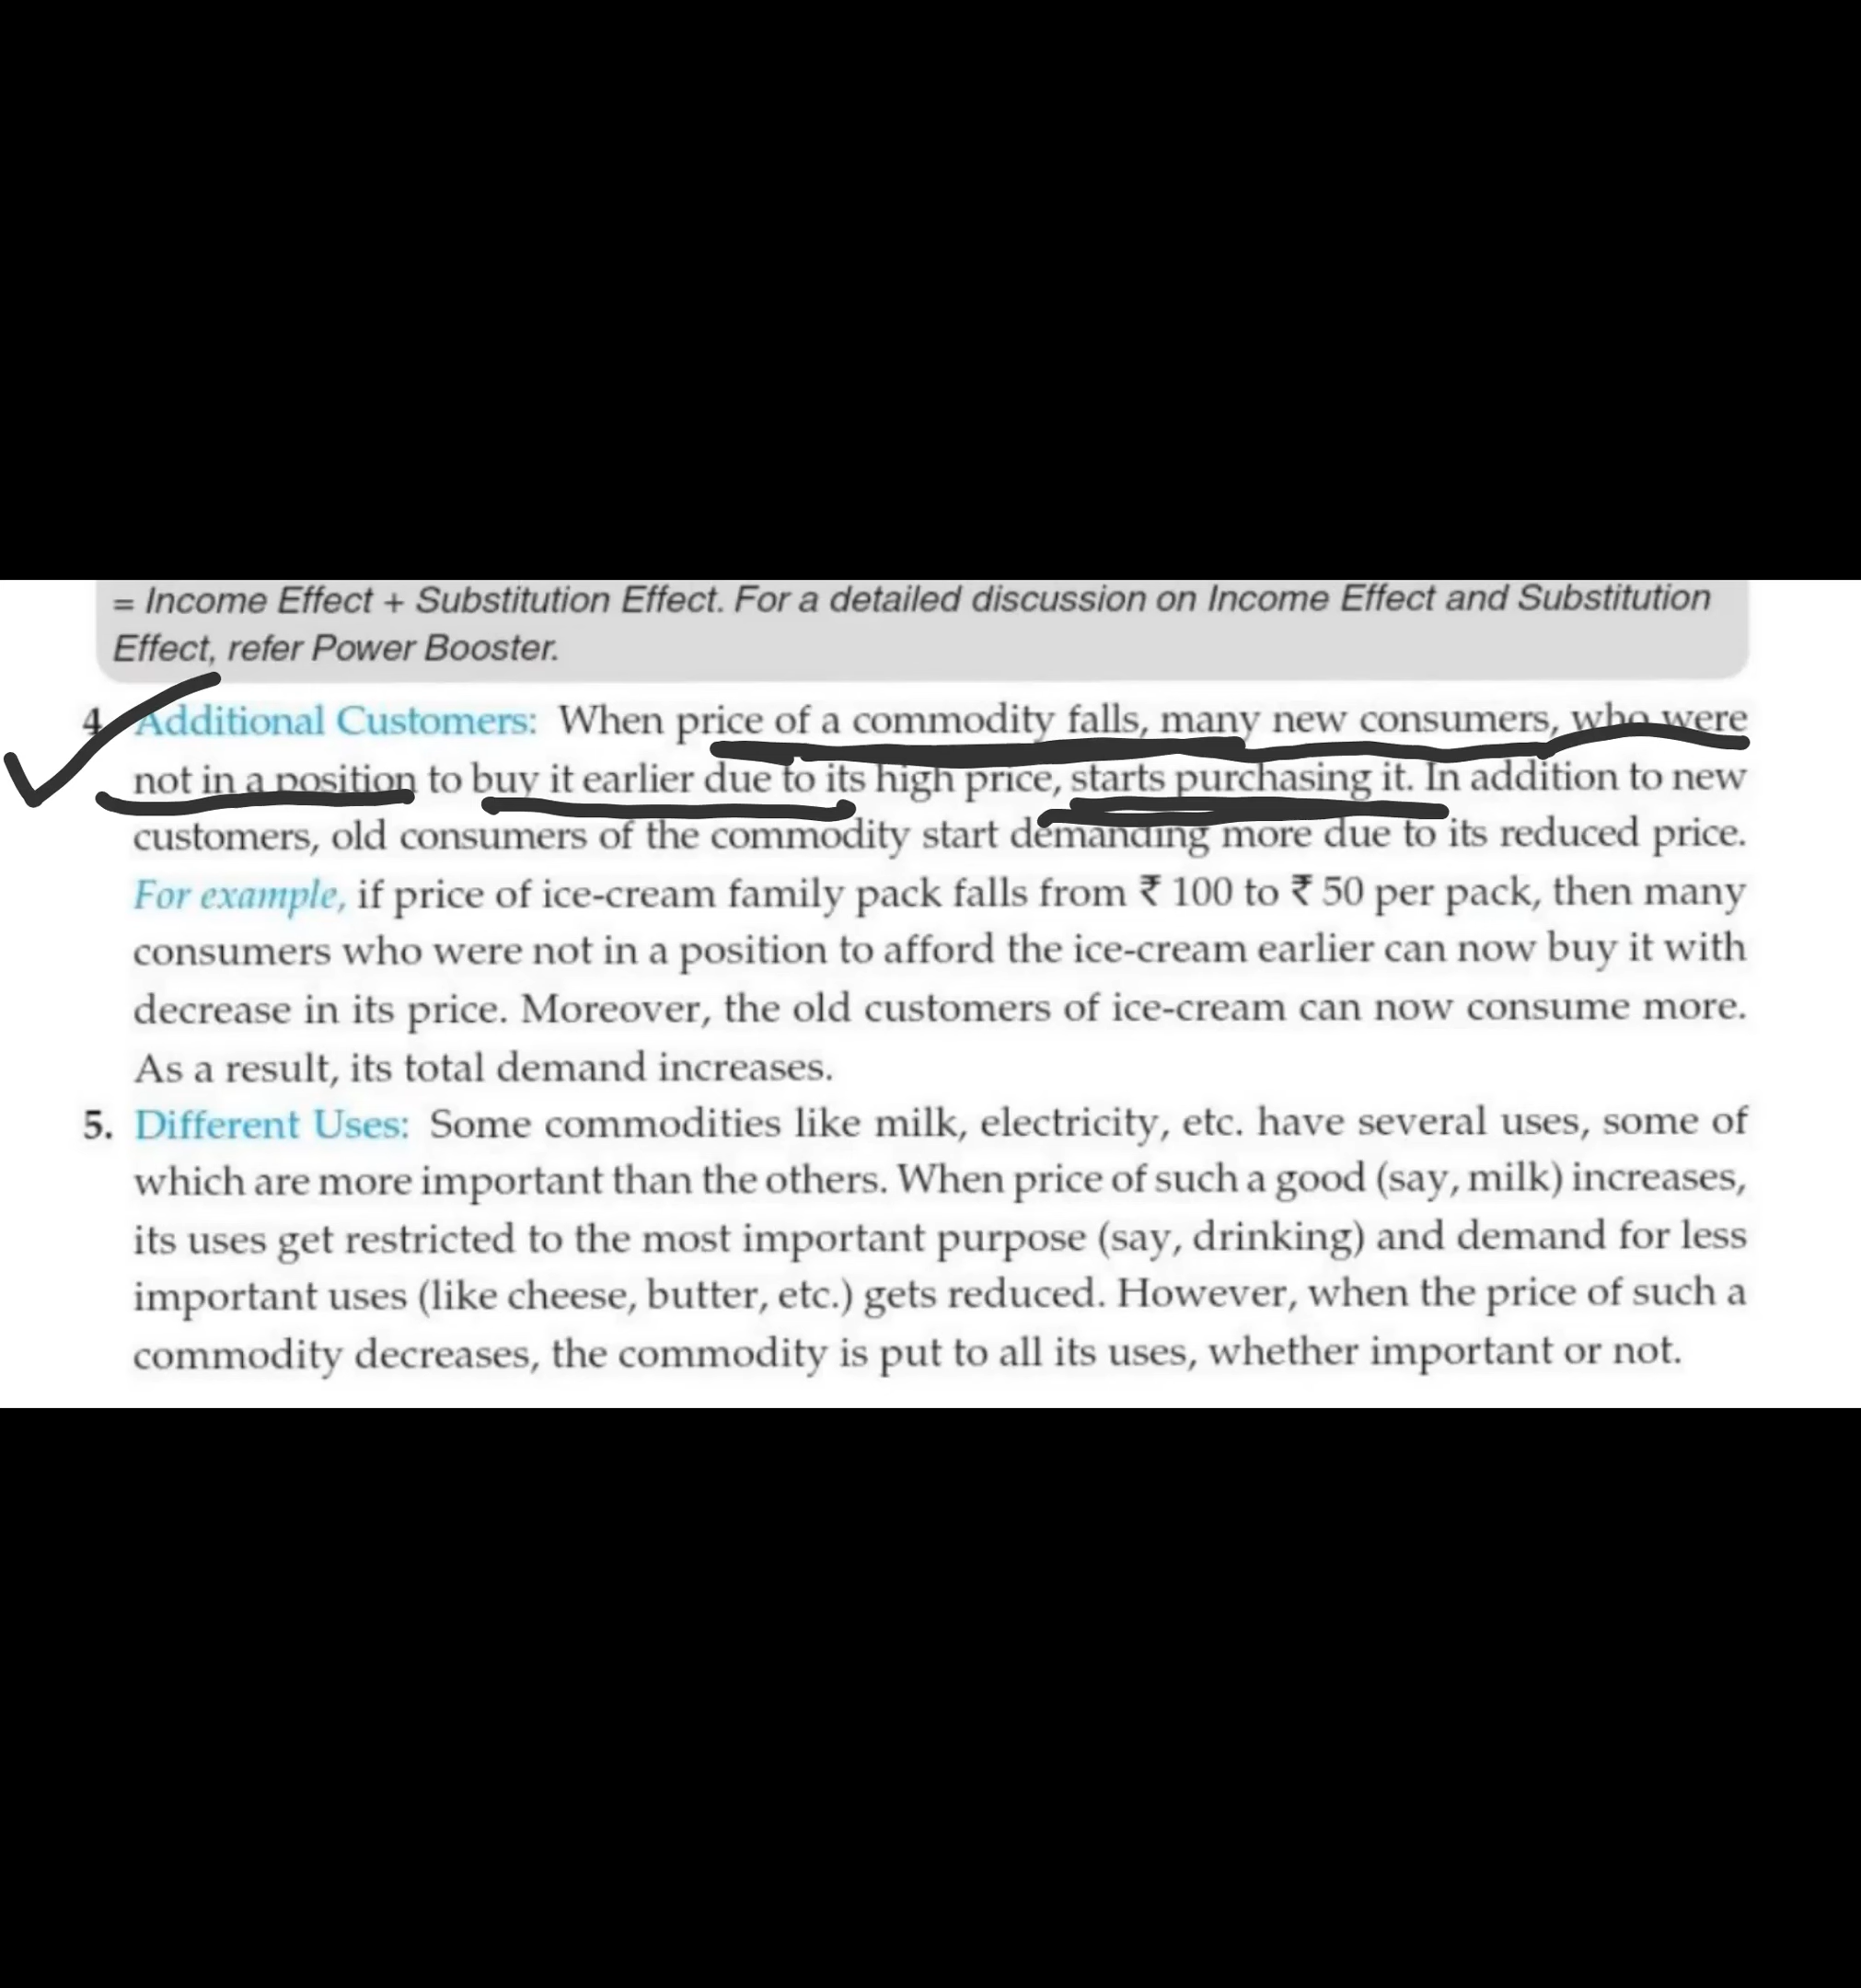 = Income Effect + Substitution Effect. For a detailed discussion on Income Effect and Substitution
Effect, refer Power Booster.
4. Additional Customers: When price of a commodity falls, many new consumers, who were
not in a position to buy it earlier due to its high price, starts purchasing it. In addition to new
customers, old consumers of the commodity start demanding more due to its reduced price.
For example, if price of ice-cream family pack falls from ₹ 100 to ₹ 50 per pack, then many
consumers who were not in a position to afford the ice-cream earlier can now buy it with
decrease in its price. Moreover, the old customers of ice-cream can now consume more.
As a result, its total demand increases.
5. Different Uses: Some commodities like milk, electricity, etc. have several uses, some of
which are more important than the others. When price of such a good (say, milk) increases,
its uses get restricted to the most important purpose (say, drinking) and demand for less
important uses (like cheese, butter, etc.) gets reduced. However, when the price of such a
commodity decreases, the commodity is put to all its uses, whether important or not.